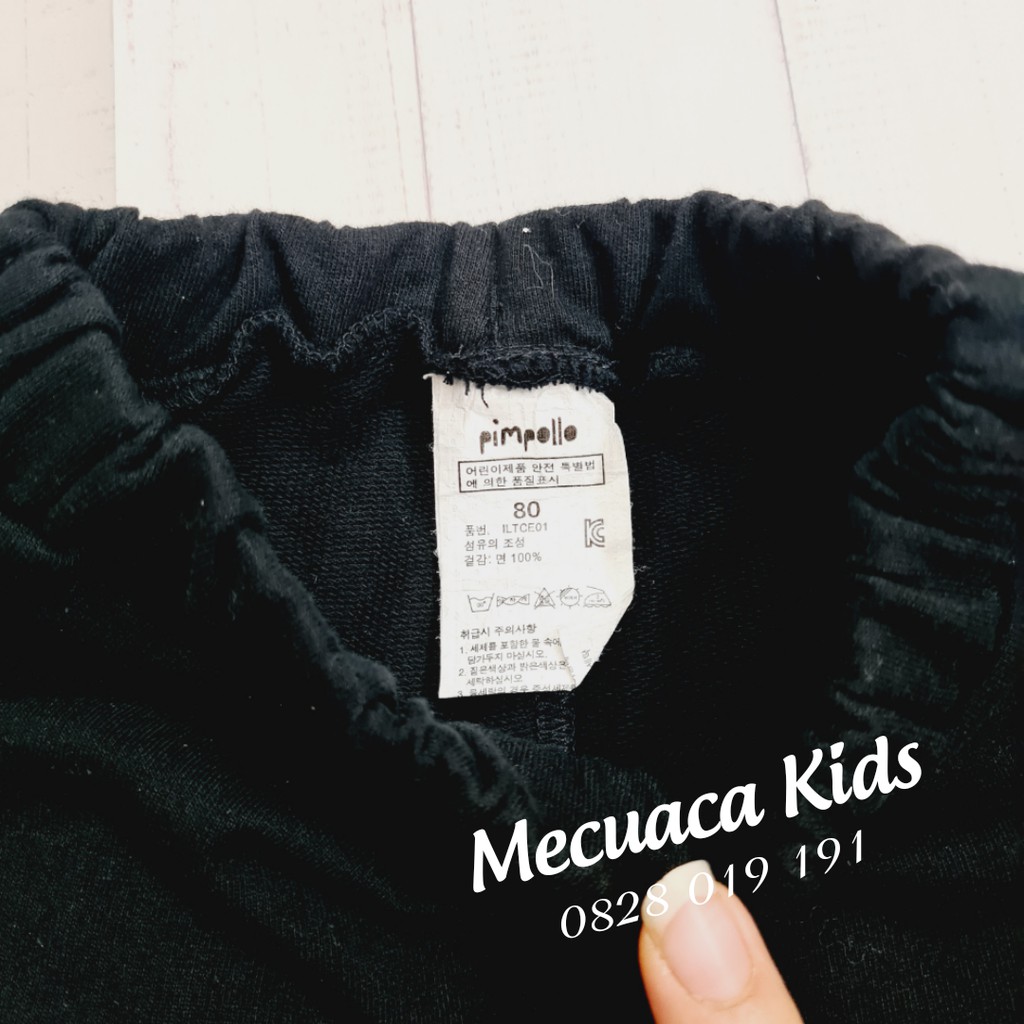 pimpollo
어린이제품 안전 특별법
에 의한 품질표시
80
품번. ILTCE01
섬유의 조성
겉감: 면 100%
취급시 주의사항
1. 세제를 포함한 물 속에
담가두지 마십시오.
2. 짙은색상과 밝은색상은
세탁하십시오
3.
Mecuaca Kids
0828 019 191